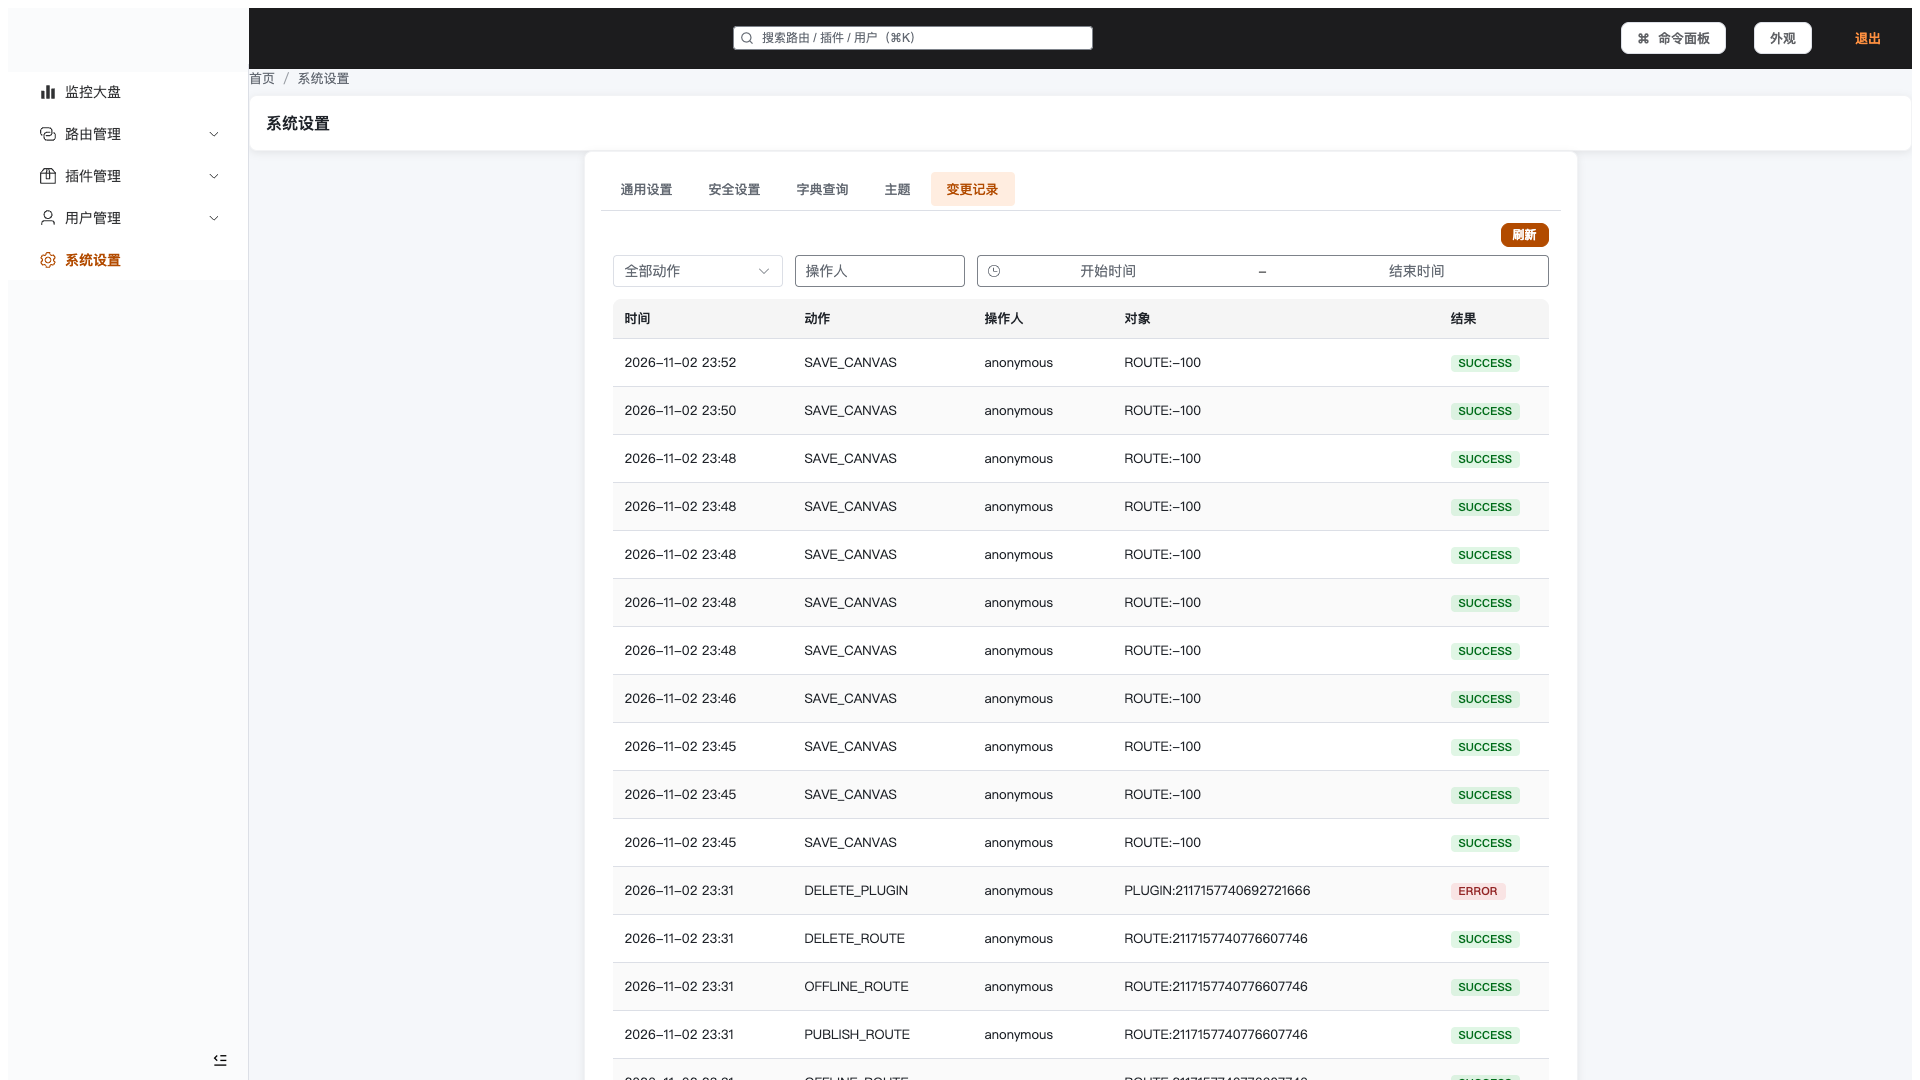 搜索路由 / 插件 / 用户（⌘K）
⌘ 命令面板
外观
退出
监控大盘
路由管理
插件管理
用户管理
系统设置
首页 / 系统设置
系统设置
通用设置 安全设置 字典查询 主题 变更记录
刷新
全部动作 操作人 开始时间 – 结束时间
时间 动作 操作人 对象 结果
2026-11-02 23:52 SAVE_CANVAS anonymous ROUTE:-100 SUCCESS
2026-11-02 23:50 SAVE_CANVAS anonymous ROUTE:-100 SUCCESS
2026-11-02 23:48 SAVE_CANVAS anonymous ROUTE:-100 SUCCESS
2026-11-02 23:48 SAVE_CANVAS anonymous ROUTE:-100 SUCCESS
2026-11-02 23:48 SAVE_CANVAS anonymous ROUTE:-100 SUCCESS
2026-11-02 23:48 SAVE_CANVAS anonymous ROUTE:-100 SUCCESS
2026-11-02 23:48 SAVE_CANVAS anonymous ROUTE:-100 SUCCESS
2026-11-02 23:46 SAVE_CANVAS anonymous ROUTE:-100 SUCCESS
2026-11-02 23:45 SAVE_CANVAS anonymous ROUTE:-100 SUCCESS
2026-11-02 23:45 SAVE_CANVAS anonymous ROUTE:-100 SUCCESS
2026-11-02 23:45 SAVE_CANVAS anonymous ROUTE:-100 SUCCESS
2026-11-02 23:31 DELETE_PLUGIN anonymous PLUGIN:2117157740692721666 ERROR
2026-11-02 23:31 DELETE_ROUTE anonymous ROUTE:2117157740776607746 SUCCESS
2026-11-02 23:31 OFFLINE_ROUTE anonymous ROUTE:2117157740776607746 SUCCESS
2026-11-02 23:31 PUBLISH_ROUTE anonymous ROUTE:2117157740776607746 SUCCESS